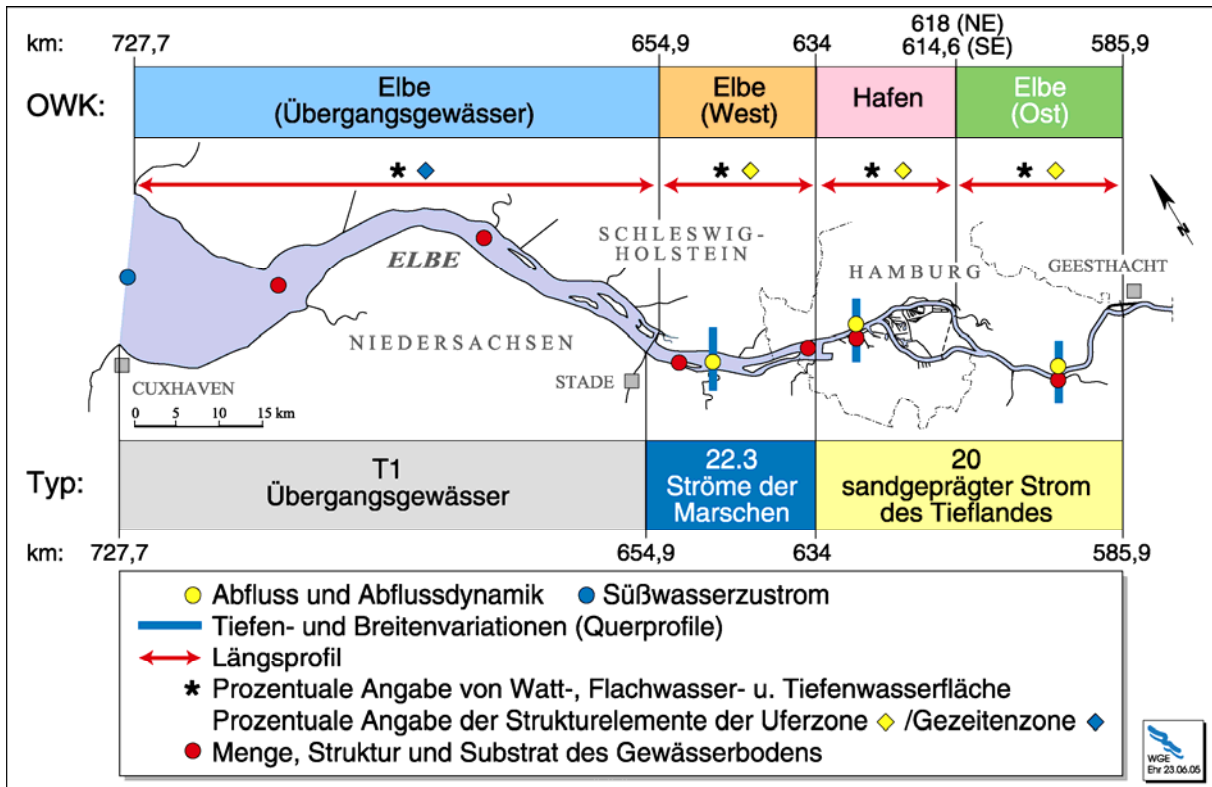 618 (NE)
km: 727,7 654,9 634 614,6 (SE) 585,9
OWK:
Elbe
(Übergangsgewässer)
Elbe
(West)
Hafen
Elbe
(Ost)
* * * *
N
SCHLESWIG-
HOLSTEIN
ELBE
HAMBURG
GEESTHACHT
NIEDERSACHSEN
STADE
CUXHAVEN
0 5 10 15 km
Typ:
T1
Übergangsgewässer
22.3
Ströme der
Marschen
20
sandgeprägter Strom
des Tieflandes
km: 727,7 654,9 634 585,9
Abfluss und Abflussdynamik Süßwasserzustrom
Tiefen- und Breitenvariationen (Querprofile)
Längsprofil
* Prozentuale Angabe von Watt-, Flachwasser- u. Tiefenwasserfläche
Prozentuale Angabe der Strukturelemente der Uferzone /Gezeitenzone
Menge, Struktur und Substrat des Gewässerbodens
WGE
Ehr 23.06.05